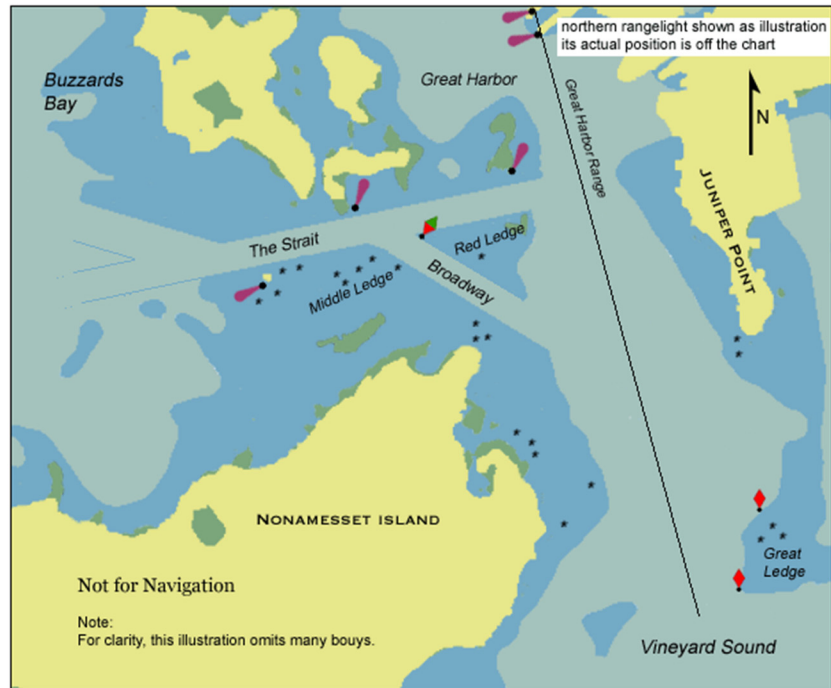 northern rangelight shown as illustration
its actual position is off the chart
Buzzards
Bay
Great Harbor
Great Harbor Range
N
JUNIPER POINT
The Strait
Red Ledge
Broadway
Middle Ledge
NONAMESSET ISLAND
Great
Ledge
Not for Navigation
Note:
For clarity, this illustration omits many bouys.
Vineyard Sound